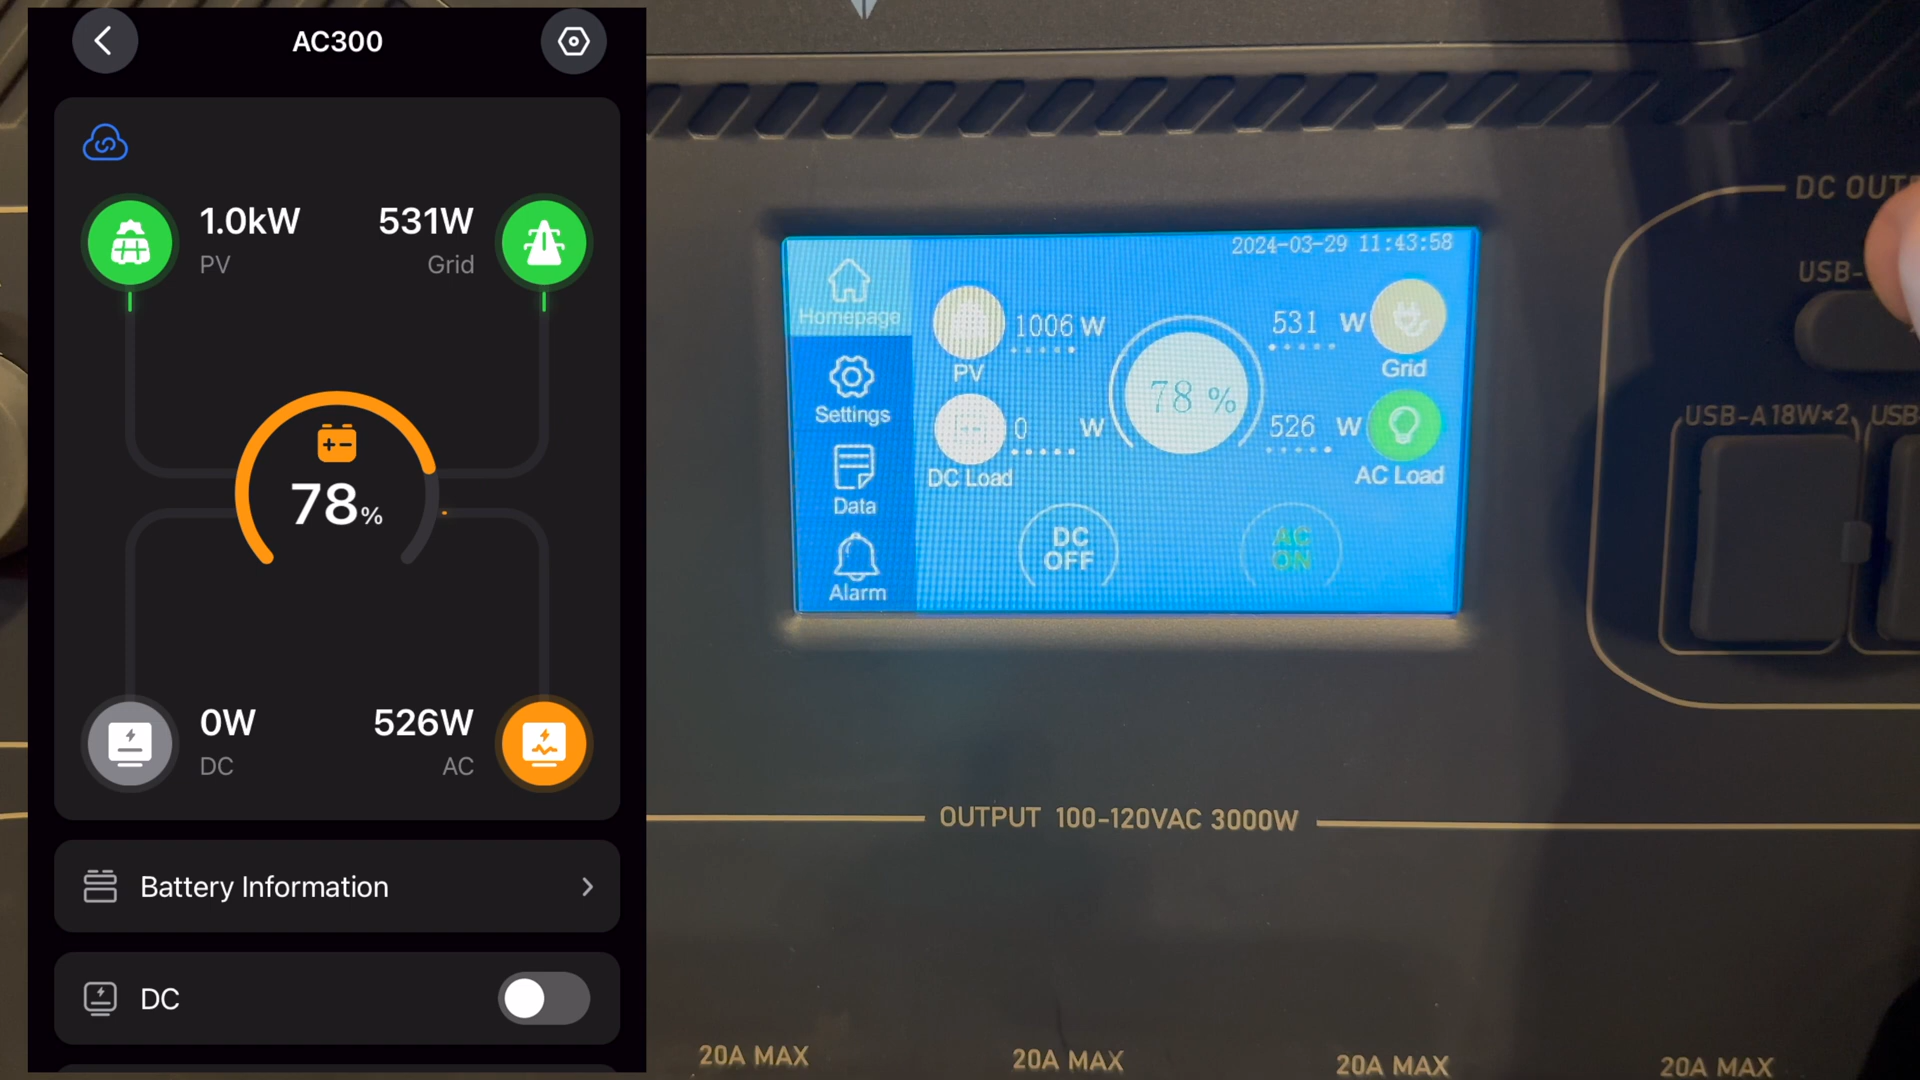 AC300
1.0kW
PV
531W
Grid
78%
0W
DC
526W
AC
Battery Information
DC
2024-03-29 11:43:58
Homepage
Settings
Data
Alarm
1006 W
PV
531 W
Grid
78 %
0 W
DC Load
526 W
AC Load
DC
OFF
AC
ON
DC OUT
USB-
USB-A 18W×2
USB
OUTPUT 100-120VAC 3000W
20A MAX
20A MAX
20A MAX
20A MAX